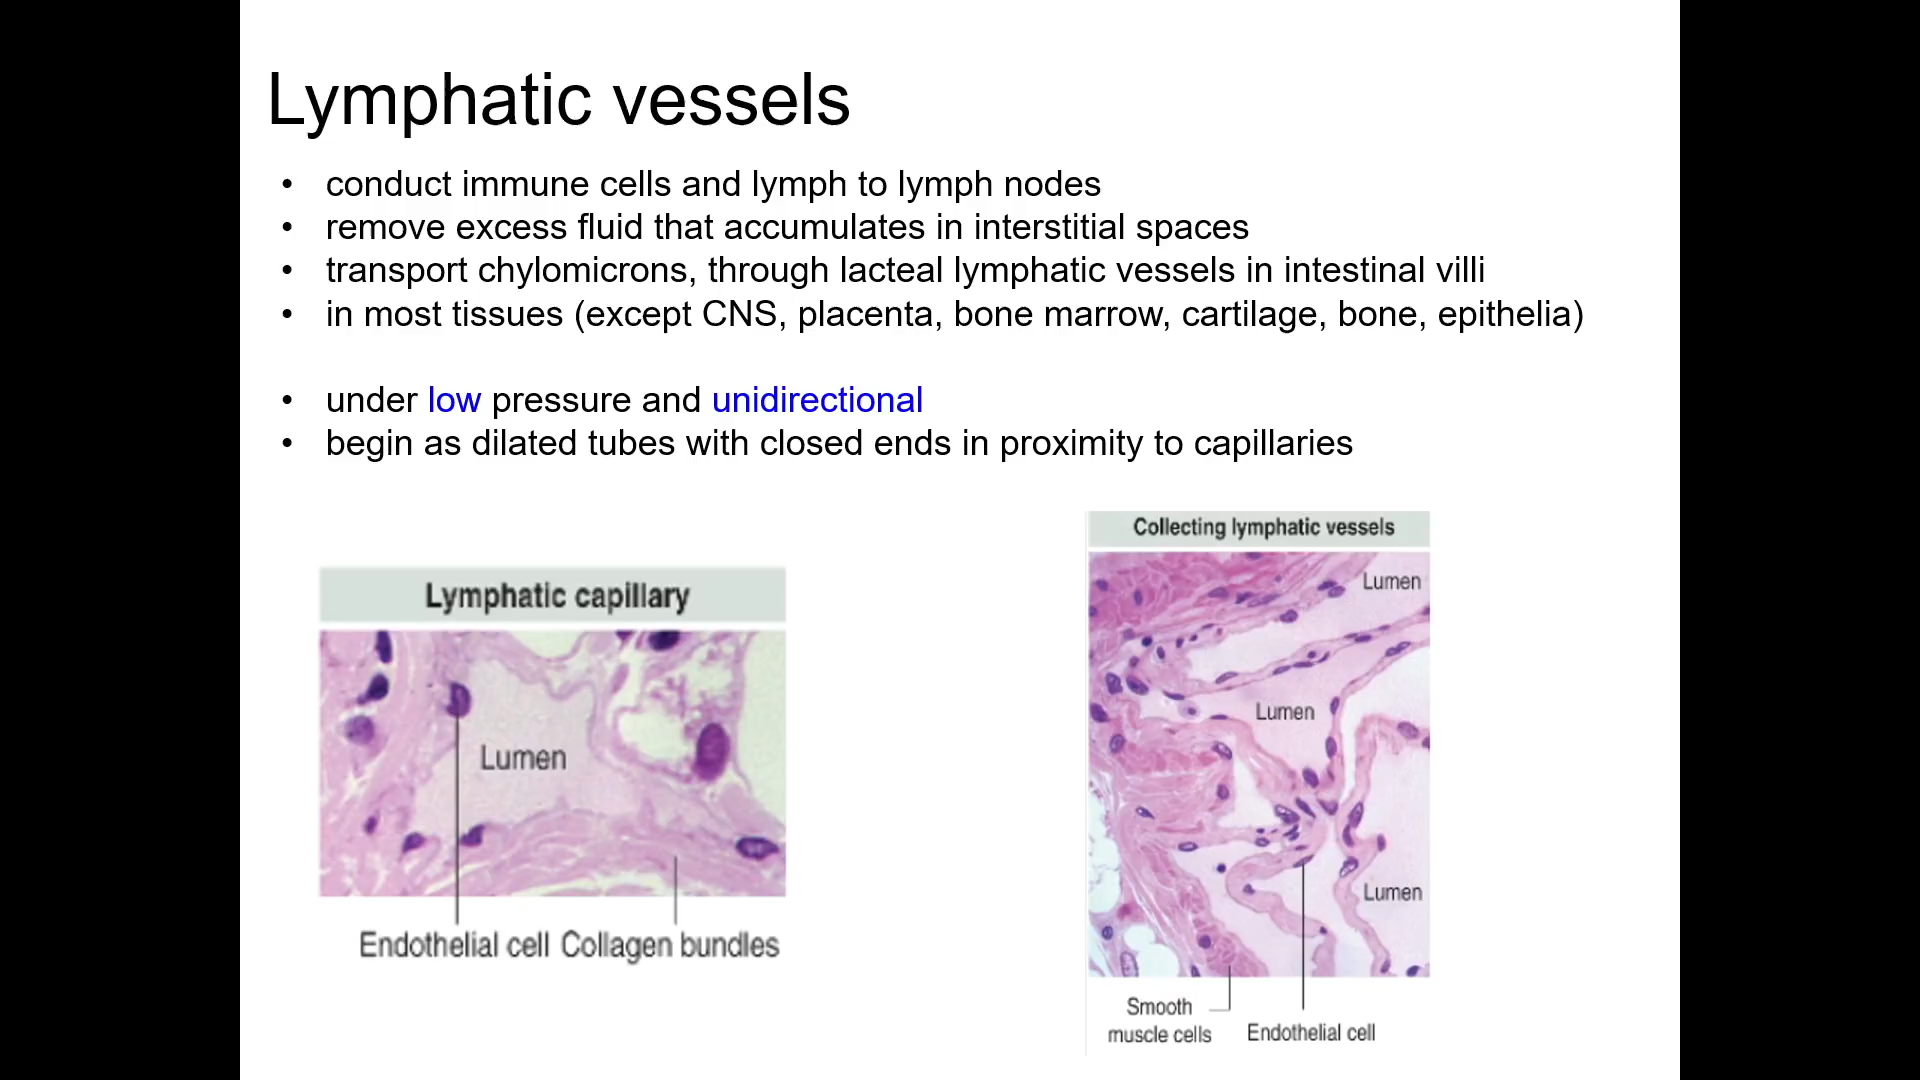 Lymphatic vessels
• conduct immune cells and lymph to lymph nodes
• remove excess fluid that accumulates in interstitial spaces
• transport chylomicrons, through lacteal lymphatic vessels in intestinal villi
• in most tissues (except CNS, placenta, bone marrow, cartilage, bone, epithelia)
• under low pressure and unidirectional
• begin as dilated tubes with closed ends in proximity to capillaries
Lymphatic capillary
Lumen
Endothelial cell Collagen bundles
Collecting lymphatic vessels
Lumen
Lumen
Lumen
Smooth
muscle cells
Endothelial cell